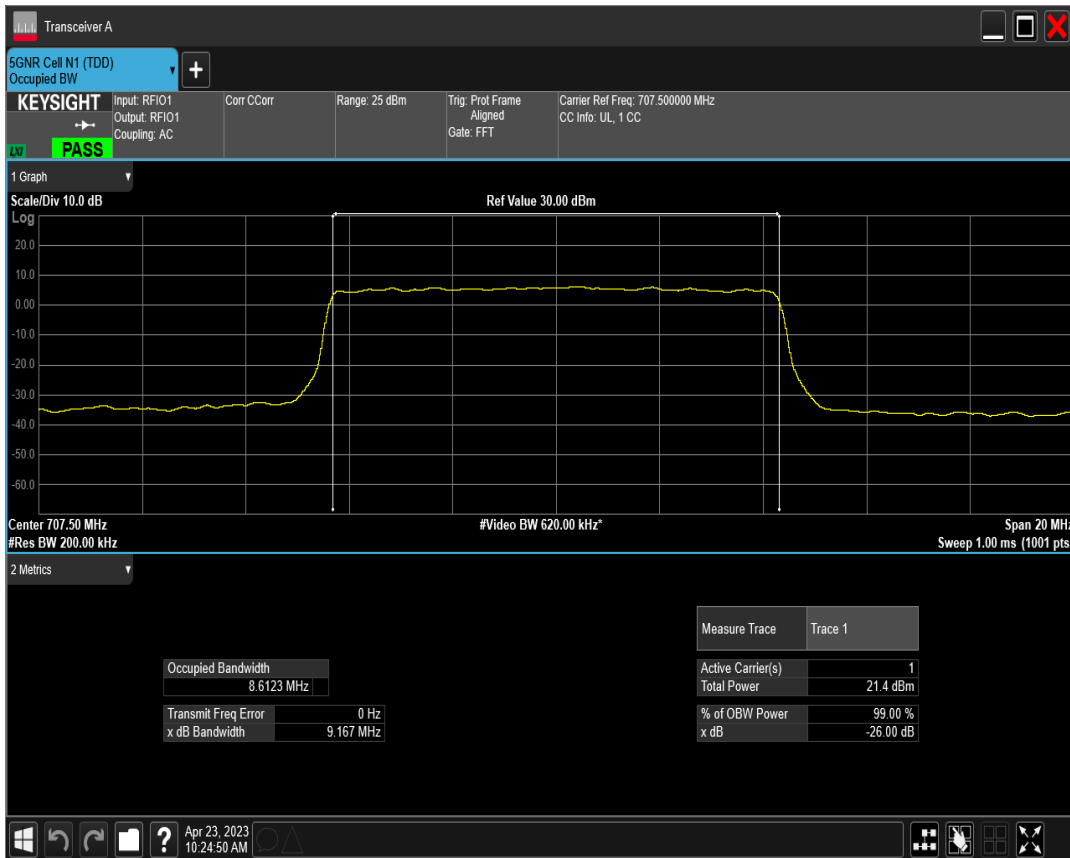 Transceiver A
5GNR Cell N1 (TDD)
Occupied BW
+
KEYSIGHT
LXI
PASS
Input: RFIO1
Output: RFIO1
Coupling: AC
Corr CCorr
Range: 25 dBm
Trig: Prot Frame
Aligned
Gate: FFT
Carrier Ref Freq: 707.500000 MHz
CC Info: UL, 1 CC
1 Graph
Scale/Div 10.0 dB
Ref Value 30.00 dBm
Log
20.0
10.0
0.00
-10.0
-20.0
-30.0
-40.0
-50.0
-60.0
Center 707.50 MHz
#Video BW 620.00 kHz*
Span 20 MHz
#Res BW 200.00 kHz
Sweep 1.00 ms (1001 pts
2 Metrics
Measure Trace Trace 1
Occupied Bandwidth
8.6123 MHz
Active Carrier(s) 1
Total Power 21.4 dBm
Transmit Freq Error 0 Hz
x dB Bandwidth 9.167 MHz
% of OBW Power 99.00 %
x dB -26.00 dB
?
Apr 23, 2023
10:24:50 AM